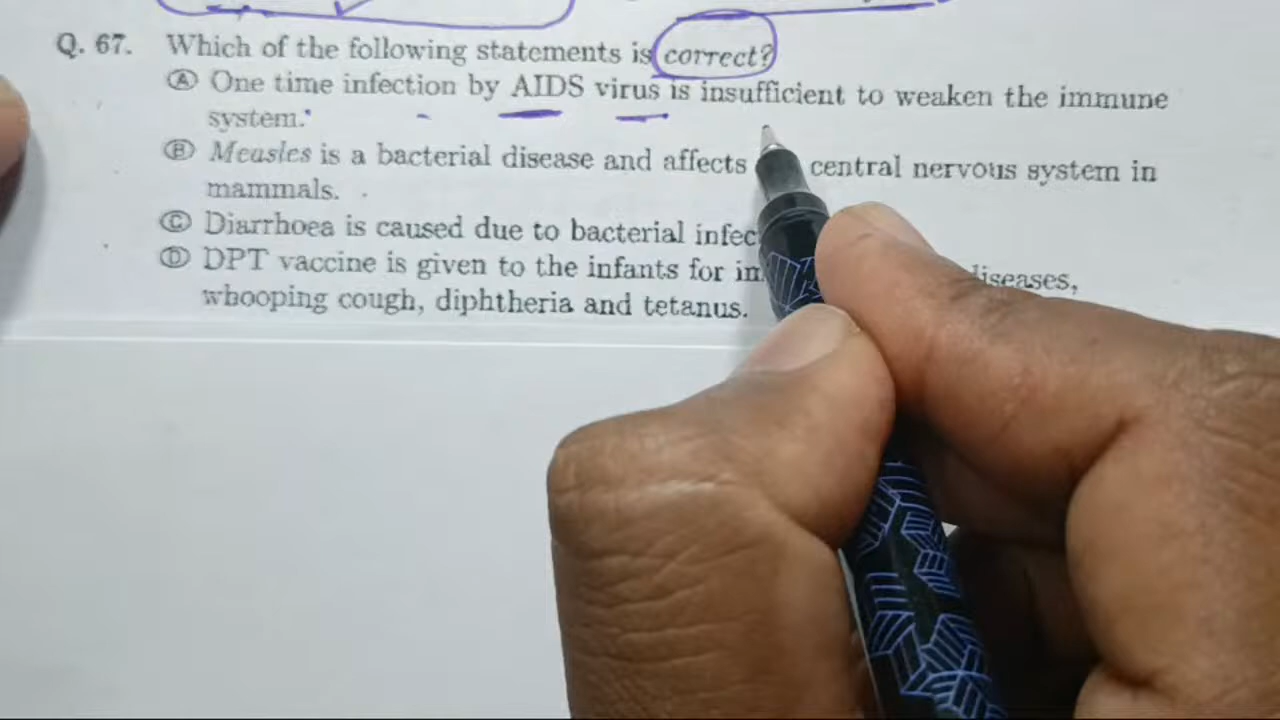 Q. 67. Which of the following statements is correct?
Ⓐ One time infection by AIDS virus is insufficient to weaken the immune
system.
Ⓑ Measles is a bacterial disease and affects central nervous system in
mammals.
Ⓒ Diarrhoea is caused due to bacterial
Ⓓ DPT vaccine is given to the infants for diseases,
whooping cough, diphtheria and tetanus.